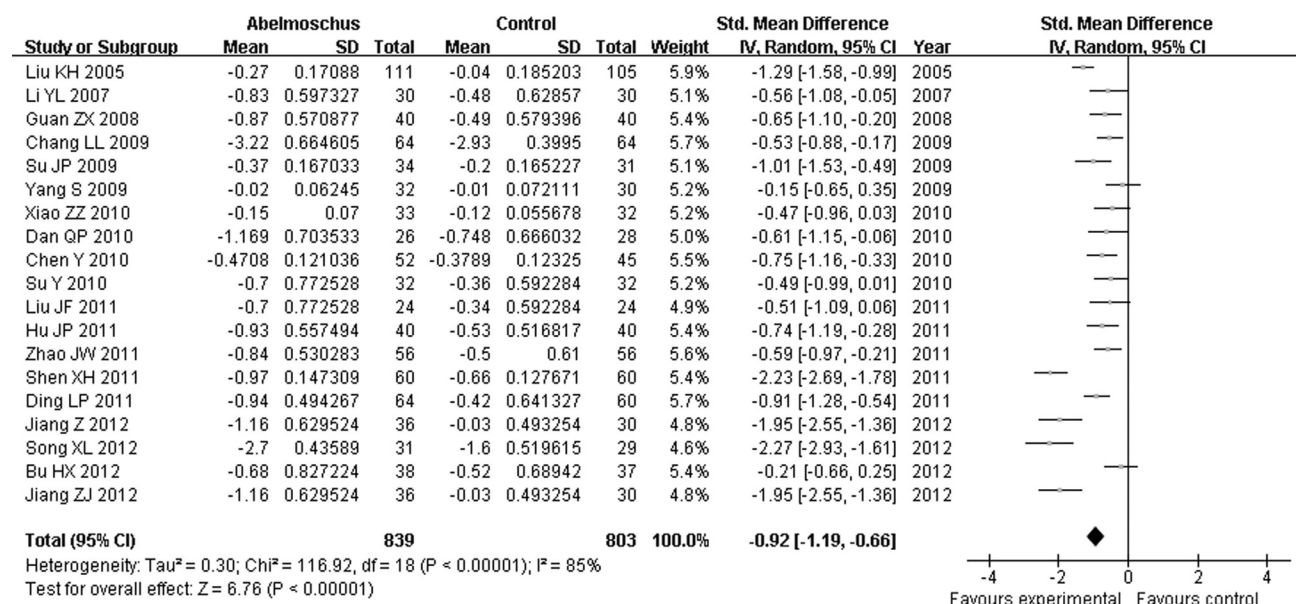 Abelmoschus Control Std. Mean Difference Std. Mean Difference
Study or Subgroup Mean SD Total Mean SD Total Weight IV, Random, 95% CI Year IV, Random, 95% CI
Liu KH 2005 -0.27 0.17088 111 -0.04 0.185203 105 5.9% -1.29 [-1.58, -0.99] 2005
Li YL 2007 -0.83 0.597327 30 -0.48 0.62857 30 5.1% -0.56 [-1.08, -0.05] 2007
Guan ZX 2008 -0.87 0.570877 40 -0.49 0.579396 40 5.4% -0.65 [-1.10, -0.20] 2008
Chang LL 2009 -3.22 0.664605 64 -2.93 0.3995 64 5.7% -0.53 [-0.88, -0.17] 2009
Su JP 2009 -0.37 0.167033 34 -0.2 0.165227 31 5.1% -1.01 [-1.53, -0.49] 2009
Yang S 2009 -0.02 0.06245 32 -0.01 0.072111 30 5.2% -0.15 [-0.65, 0.35] 2009
Xiao ZZ 2010 -0.15 0.07 33 -0.12 0.055678 32 5.2% -0.47 [-0.96, 0.03] 2010
Dan QP 2010 -1.169 0.703533 26 -0.748 0.666032 28 5.0% -0.61 [-1.15, -0.06] 2010
Chen Y 2010 -0.4708 0.121036 52 -0.3789 0.12325 45 5.5% -0.75 [-1.16, -0.33] 2010
Su Y 2010 -0.7 0.772528 32 -0.36 0.592284 32 5.2% -0.49 [-0.99, 0.01] 2010
Liu JF 2011 -0.7 0.772528 24 -0.34 0.592284 24 4.9% -0.51 [-1.09, 0.06] 2011
Hu JP 2011 -0.93 0.557494 40 -0.53 0.516817 40 5.4% -0.74 [-1.19, -0.28] 2011
Zhao JW 2011 -0.84 0.530283 56 -0.5 0.61 56 5.6% -0.59 [-0.97, -0.21] 2011
Shen XH 2011 -0.97 0.147309 60 -0.66 0.127671 60 5.4% -2.23 [-2.69, -1.78] 2011
Ding LP 2011 -0.94 0.494267 64 -0.42 0.641327 60 5.7% -0.91 [-1.28, -0.54] 2011
Jiang Z 2012 -1.16 0.629524 36 -0.03 0.493254 30 4.8% -1.95 [-2.55, -1.36] 2012
Song XL 2012 -2.7 0.43589 31 -1.6 0.519615 29 4.6% -2.27 [-2.93, -1.61] 2012
Bu HX 2012 -0.68 0.827224 38 -0.52 0.68942 37 5.4% -0.21 [-0.66, 0.25] 2012
Jiang ZJ 2012 -1.16 0.629524 36 -0.03 0.493254 30 4.8% -1.95 [-2.55, -1.36] 2012
Total (95% CI) 839 803 100.0% -0.92 [-1.19, -0.66]
Heterogeneity: Tau² = 0.30; Chi² = 116.92, df = 18 (P < 0.00001); I² = 85%
Test for overall effect: Z = 6.76 (P < 0.00001)
-4 -2 0 2 4
Favours experimental Favours control